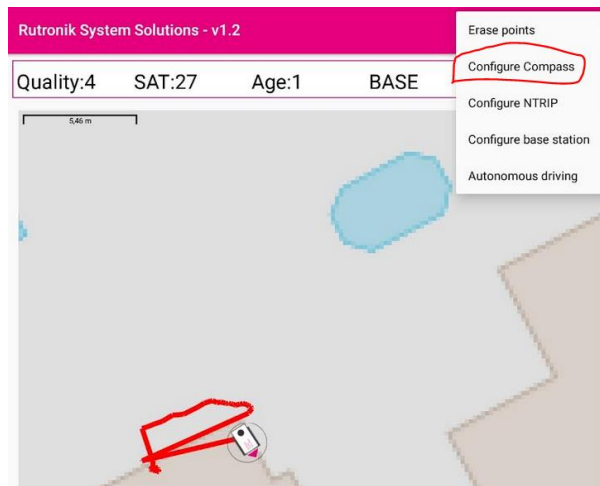 Rutronik System Solutions - v1.2
Erase points
Configure Compass
Configure NTRIP
Configure base station
Autonomous driving
Quality:4 SAT:27 Age:1 BASE
5,46 m